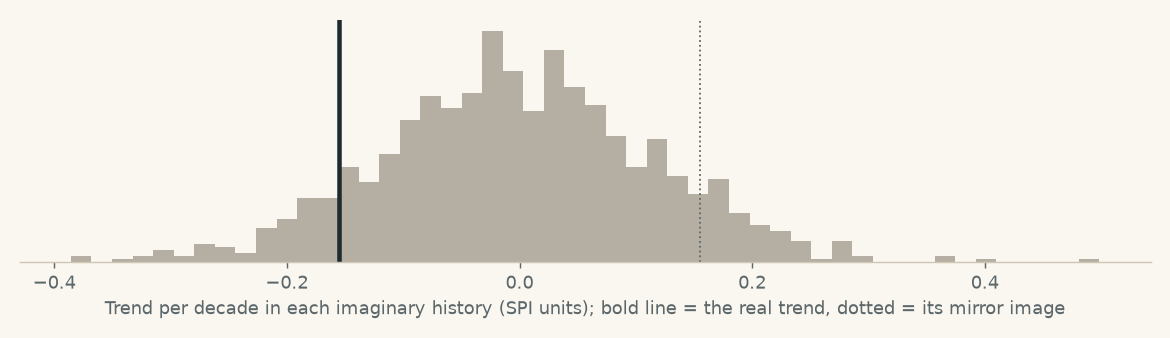 −0.4 −0.2 0.0 0.2 0.4
Trend per decade in each imaginary history (SPI units); bold line = the real trend, dotted = its mirror image